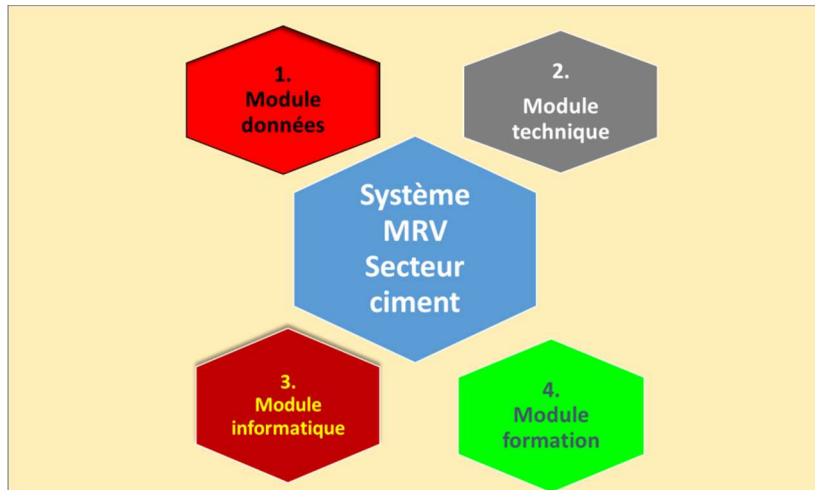 1.
Module
données
2.
Module
technique
Système
MRV
Secteur
ciment
3.
Module
informatique
4.
Module
formation